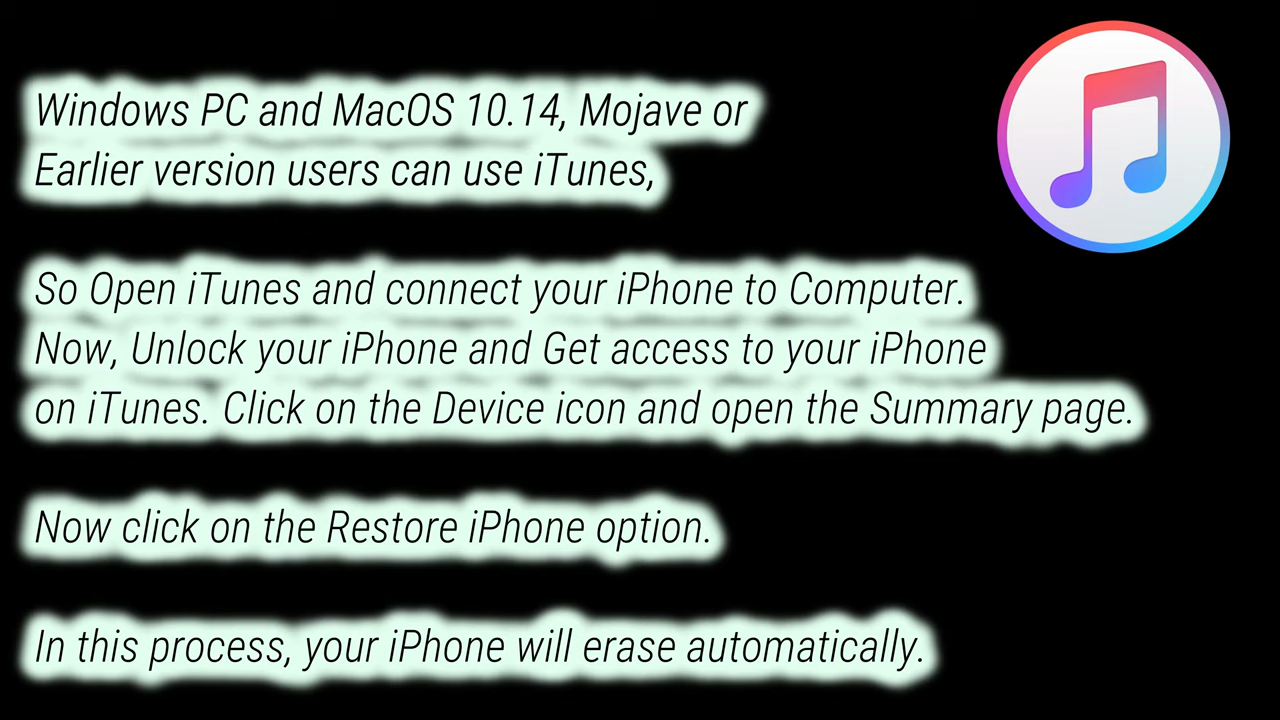 Windows PC and MacOS 10.14, Mojave or
Earlier version users can use iTunes,
So Open iTunes and connect your iPhone to Computer.
Now, Unlock your iPhone and Get access to your iPhone
on iTunes. Click on the Device icon and open the Summary page.
Now click on the Restore iPhone option.
In this process, your iPhone will erase automatically.